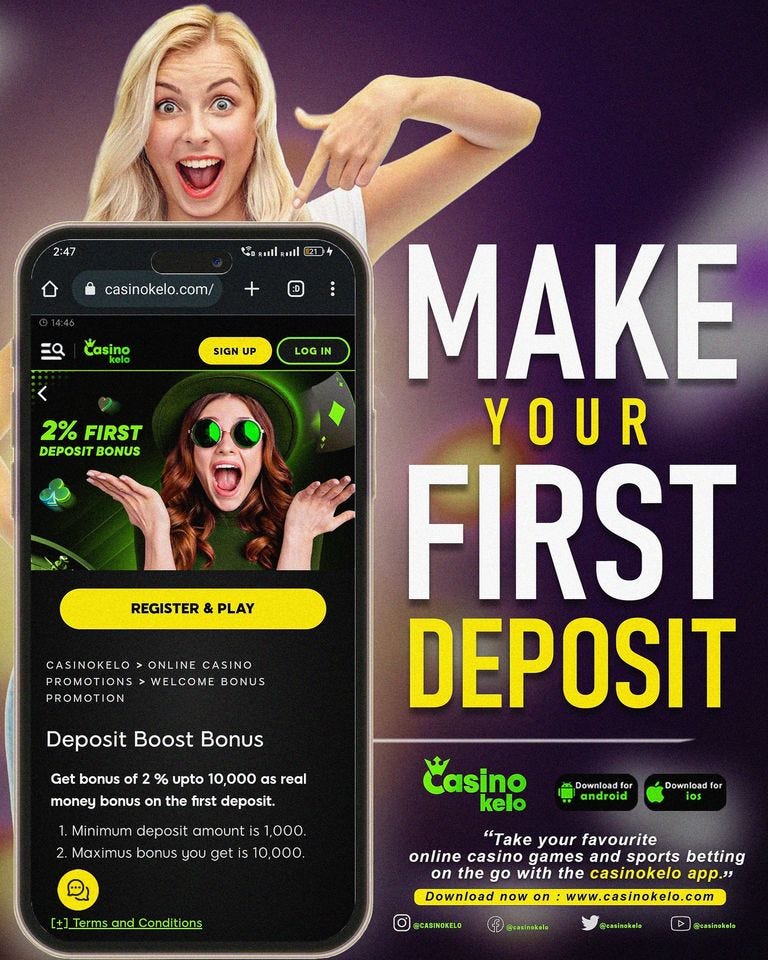 2:47
21
casinokelo.com/
:D
14:46
Casino
kelo
SIGN UP
LOG IN
2% FIRST
DEPOSIT BONUS
REGISTER & PLAY
CASINOKELO > ONLINE CASINO
PROMOTIONS > WELCOME BONUS
PROMOTION
Deposit Boost Bonus
Get bonus of 2 % upto 10,000 as real
money bonus on the first deposit.
1. Minimum deposit amount is 1,000.
2. Maximus bonus you get is 10,000.
[+] Terms and Conditions
MAKE
YOUR
FIRST
DEPOSIT
Casino
kelo
Download for
android
Download for
ios
“Take your favourite
online casino games and sports betting
on the go with the casinokelo app.”
Download now on : www.casinokelo.com
@CASINOKELO @casinokelo @casinokelo @casinokelo